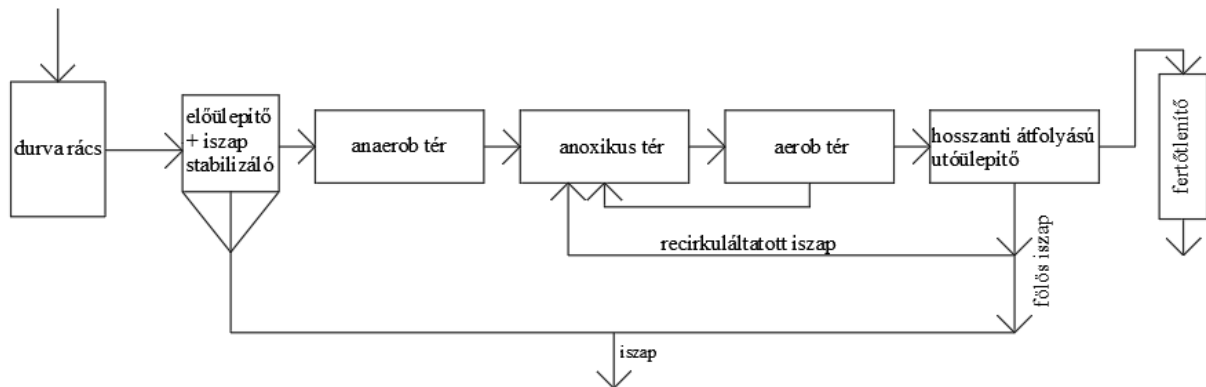 durva rács
előülepítő
+ iszap
stabilizáló
anaerob tér
anoxikus tér
aerob tér
hosszanti átfolyású
utóülepítő
fertőtlenítő
recirkuláltatott iszap
fölös iszap
iszap